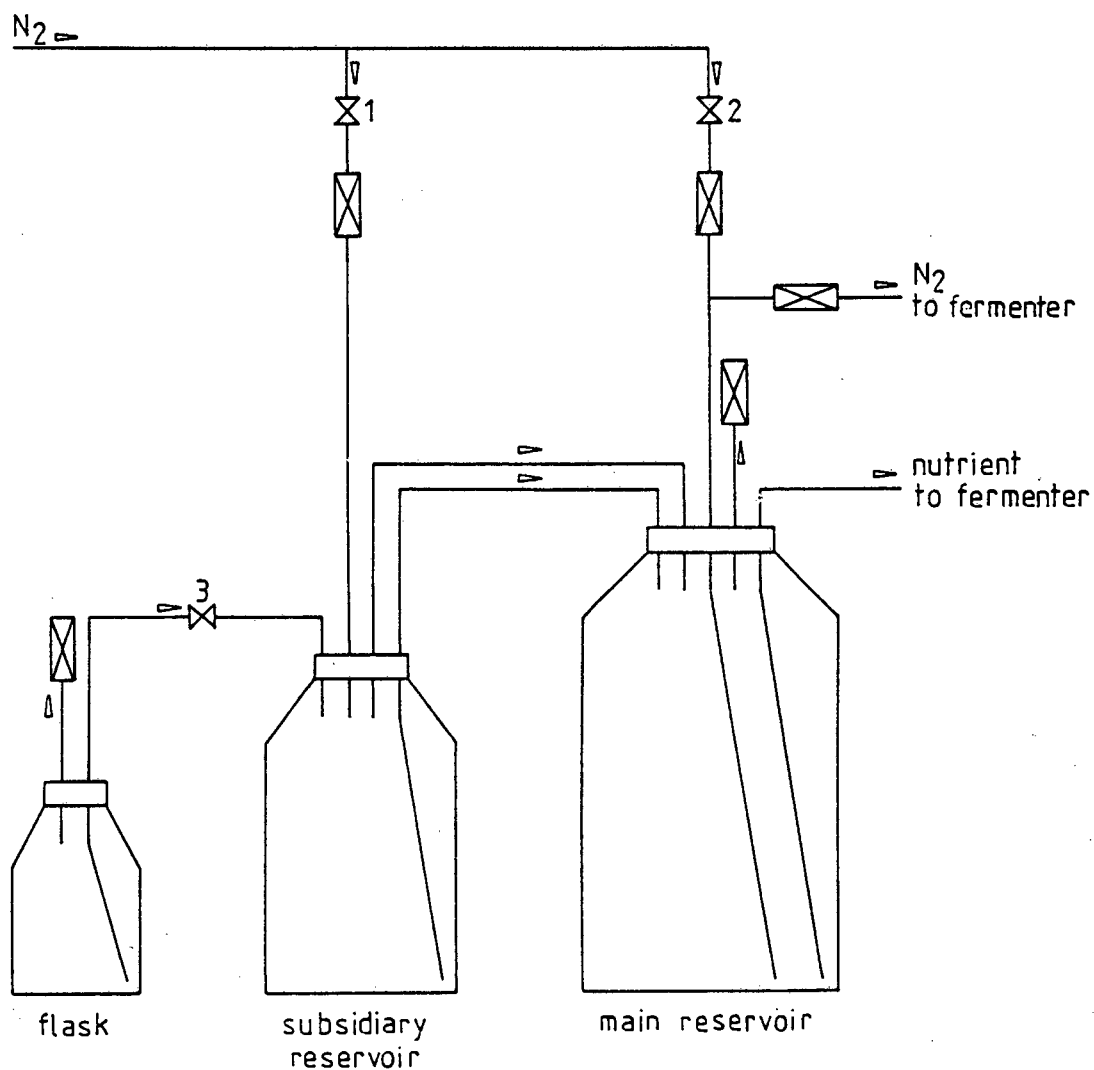 N2
1
2
N2
to fermenter
nutrient
to fermenter
3
flask
subsidiary
reservoir
main reservoir